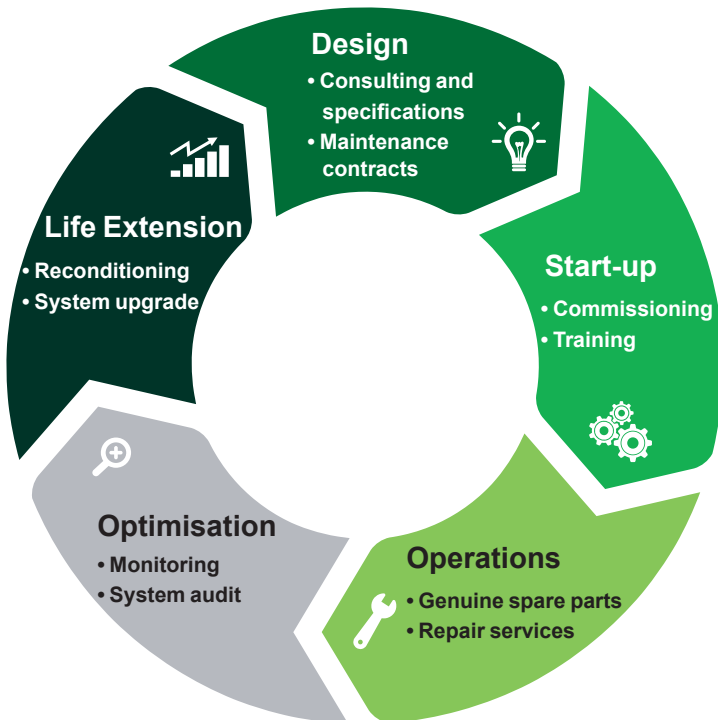 Design
• Consulting and
specifications
• Maintenance
contracts
Start-up
• Commissioning
• Training
Operations
• Genuine spare parts
• Repair services
Optimisation
• Monitoring
• System audit
Life Extension
• Reconditioning
• System upgrade